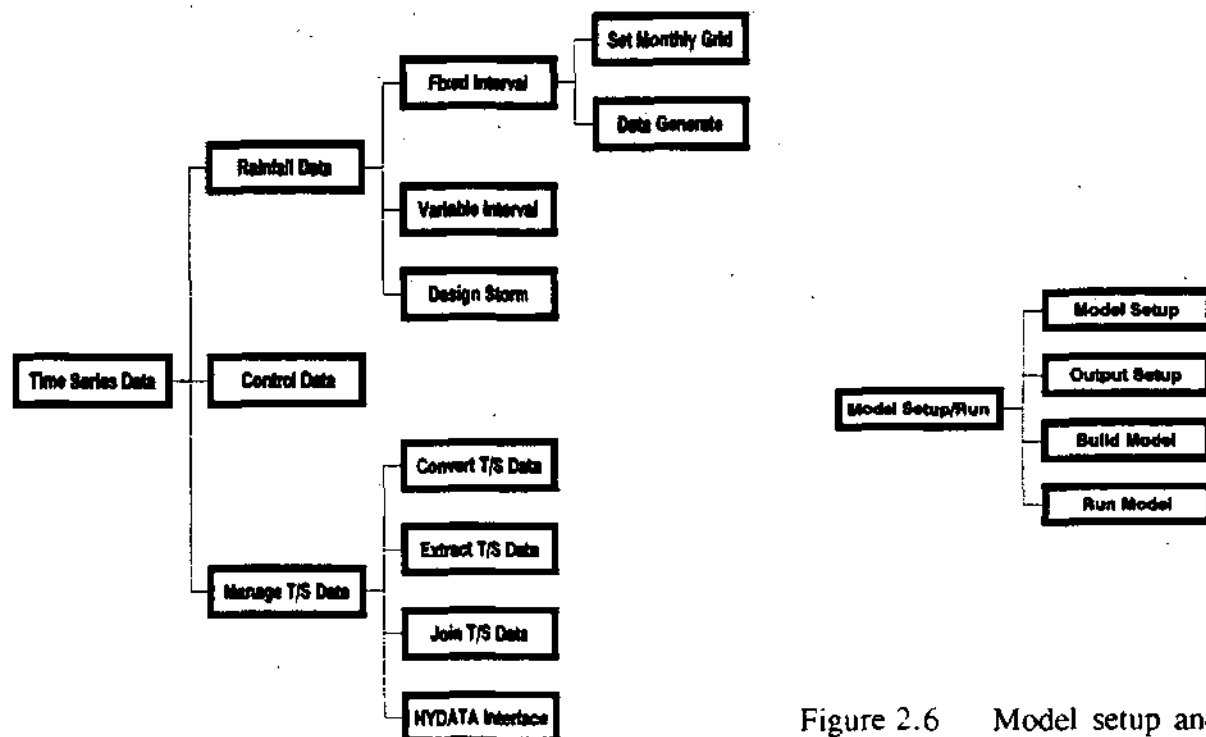 Set Monthly Grid
Fixed Interval
Data Generate
Rainfall Data
Variable Interval
Design Storm
Time Series Data
Control Data
Convert T/S Data
Extract T/S Data
Manage T/S Data
Join T/S Data
HYDATA Interface
Model Setup
Output Setup
Model Setup/Run
Build Model
Run Model
Figure 2.6 Model setup an